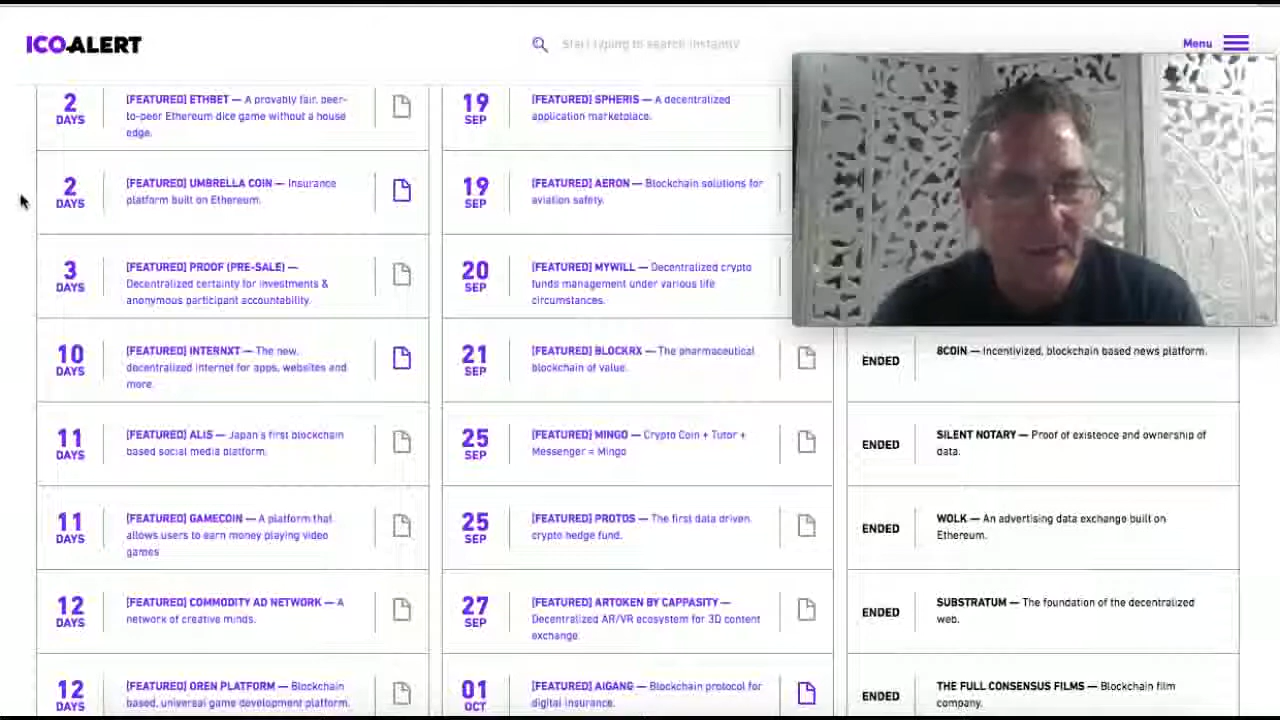 ICO ALERT
Start typing to search instantly
Menu
2
DAYS
[FEATURED] ETHBET — A provably fair, peer-
to-peer Ethereum dice game without a house
edge.
2
DAYS
[FEATURED] UMBRELLA COIN — Insurance
platform built on Ethereum.
3
DAYS
[FEATURED] PROOF (PRE-SALE) —
Decentralized certainty for investments &
anonymous participant accountability.
10
DAYS
[FEATURED] INTERNXT — The new,
decentralized internet for apps, websites and
more.
11
DAYS
[FEATURED] ALIS — Japan's first blockchain
based social media platform.
11
DAYS
[FEATURED] GAMECOIN — A platform that
allows users to earn money playing video
games
12
DAYS
[FEATURED] COMMODITY AD NETWORK — A
network of creative minds.
12
DAYS
[FEATURED] OREN PLATFORM — Blockchain
based, universal game development platform.
19
SEP
[FEATURED] SPHERIS — A decentralized
application marketplace.
19
SEP
[FEATURED] AERON — Blockchain solutions for
aviation safety.
20
SEP
[FEATURED] MYWILL — Decentralized crypto
funds management under various life
circumstances.
21
SEP
[FEATURED] BLOCKRX — The pharmaceutical
blockchain of value.
25
SEP
[FEATURED] MINGO — Crypto Coin + Tutor +
Messenger = Mingo
25
SEP
[FEATURED] PROTOS — The first data driven
crypto hedge fund.
27
SEP
[FEATURED] ARTOKEN BY CAPPASITY —
Decentralized AR/VR ecosystem for 3D content
exchange.
01
OCT
[FEATURED] AIGANG — Blockchain protocol for
digital insurance.
ENDED
8COIN — Incentivized, blockchain based news platform.
ENDED
SILENT NOTARY — Proof of existence and ownership of
data.
ENDED
WOLK — An advertising data exchange built on
Ethereum.
ENDED
SUBSTRATUM — The foundation of the decentralized
web.
ENDED
THE FULL CONSENSUS FILMS — Blockchain film
company.